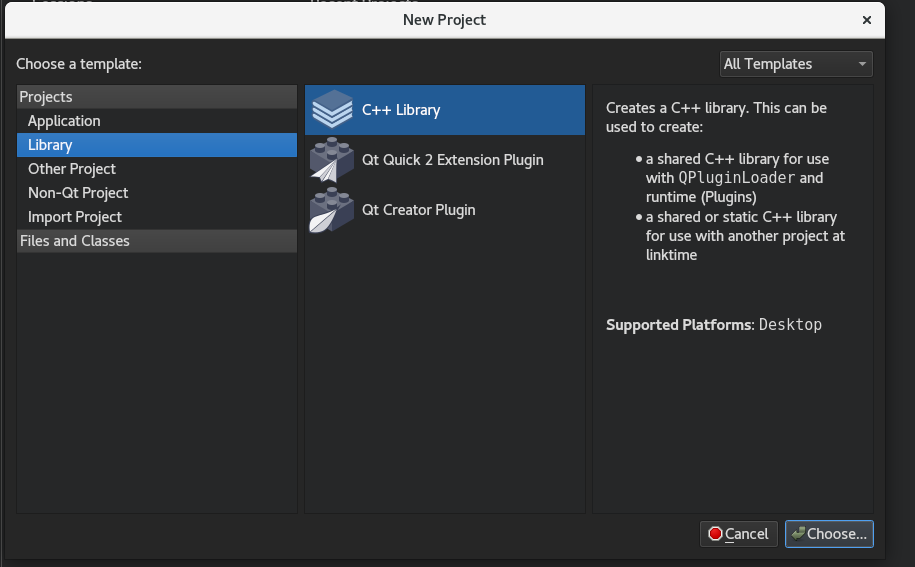 Sessions
Recent Projects
New Project
Choose a template:
All Templates
Projects
Application
Library
Other Project
Non-Qt Project
Import Project
Files and Classes
C++ Library
Qt Quick 2 Extension Plugin
Qt Creator Plugin
Creates a C++ library. This can be
used to create:
• a shared C++ library for use
with QPluginLoader and
runtime (Plugins)
• a shared or static C++ library
for use with another project at
linktime
Supported Platforms: Desktop
Cancel
Choose...